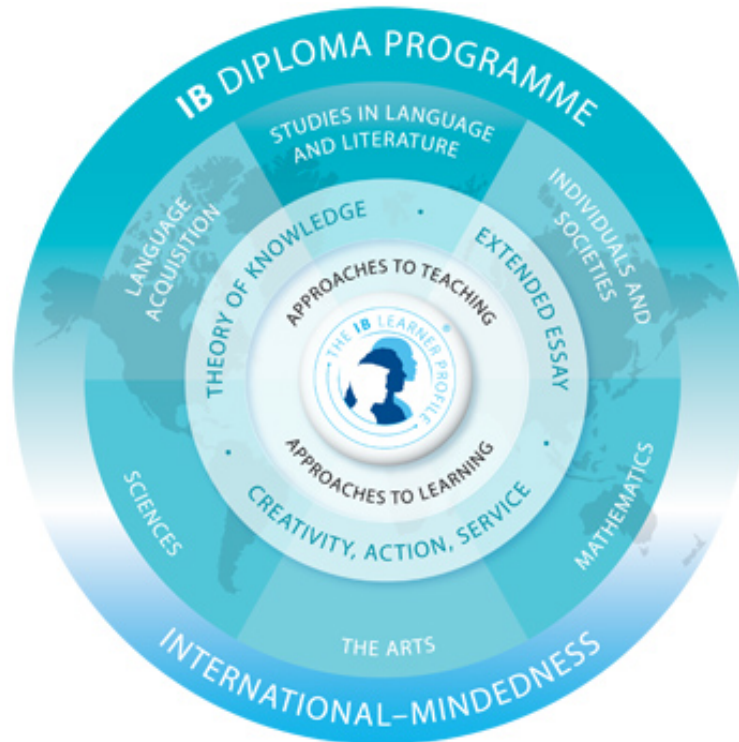 IB DIPLOMA PROGRAMME
STUDIES IN LANGUAGE
AND LITERATURE
LANGUAGE
ACQUISITION
INDIVIDUALS AND
SOCIETIES
THEORY OF KNOWLEDGE
EXTENDED ESSAY
APPROACHES TO TEACHING
THE IB LEARNER PROFILE
®
APPROACHES TO LEARNING
CREATIVITY, ACTION, SERVICE
SCIENCES
MATHEMATICS
THE ARTS
INTERNATIONAL–MINDEDNESS